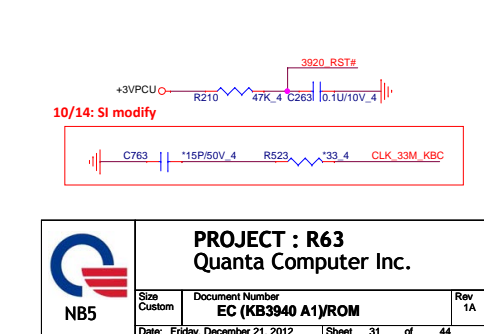 3920_RST#
+3VPCU
R210 47K_4 C263 0.1U/10V_4
10/14: SI modify
C763 *15P/50V_4 R523 *33_4 CLK_33M_KBC
PROJECT : R63
Quanta Computer Inc.
NB5
Size Document Number Rev
Custom EC (KB3940 A1)/ROM 1A
Date: Friday, December 21, 2012 Sheet 31 of 44